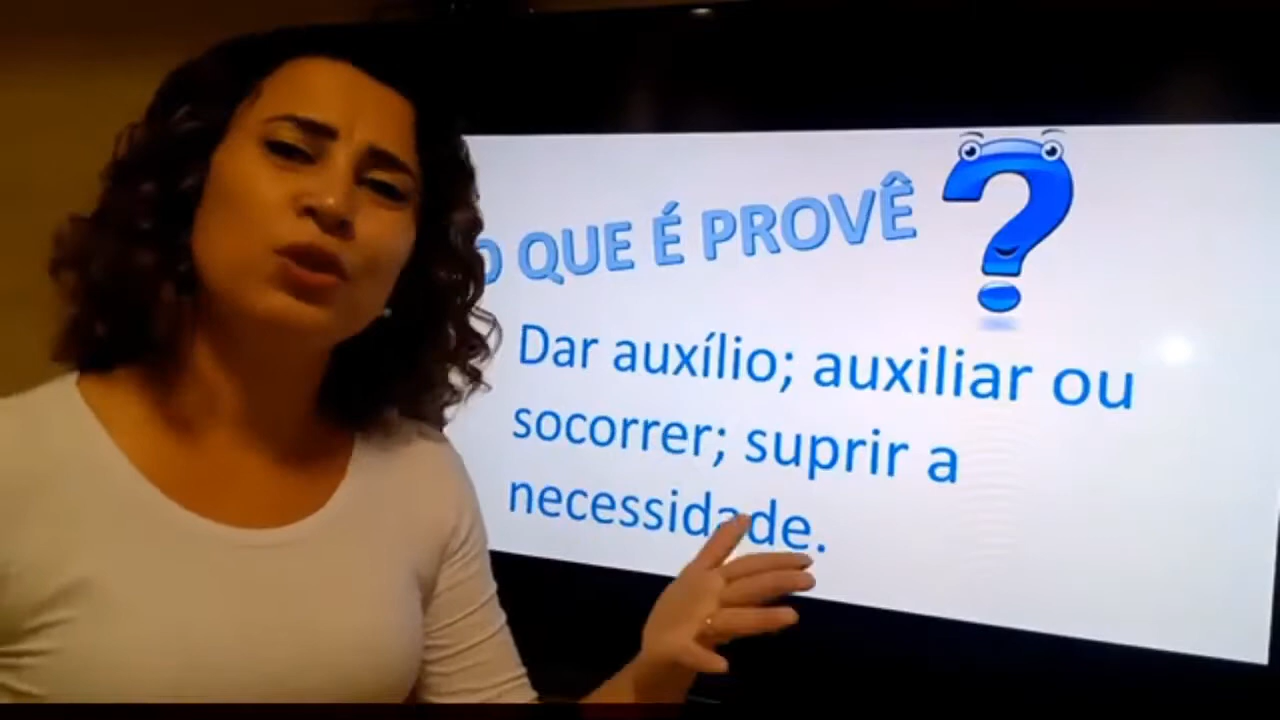 O QUE É PROVÊ ?
Dar auxílio; auxiliar ou
socorrer; suprir a
necessidade.